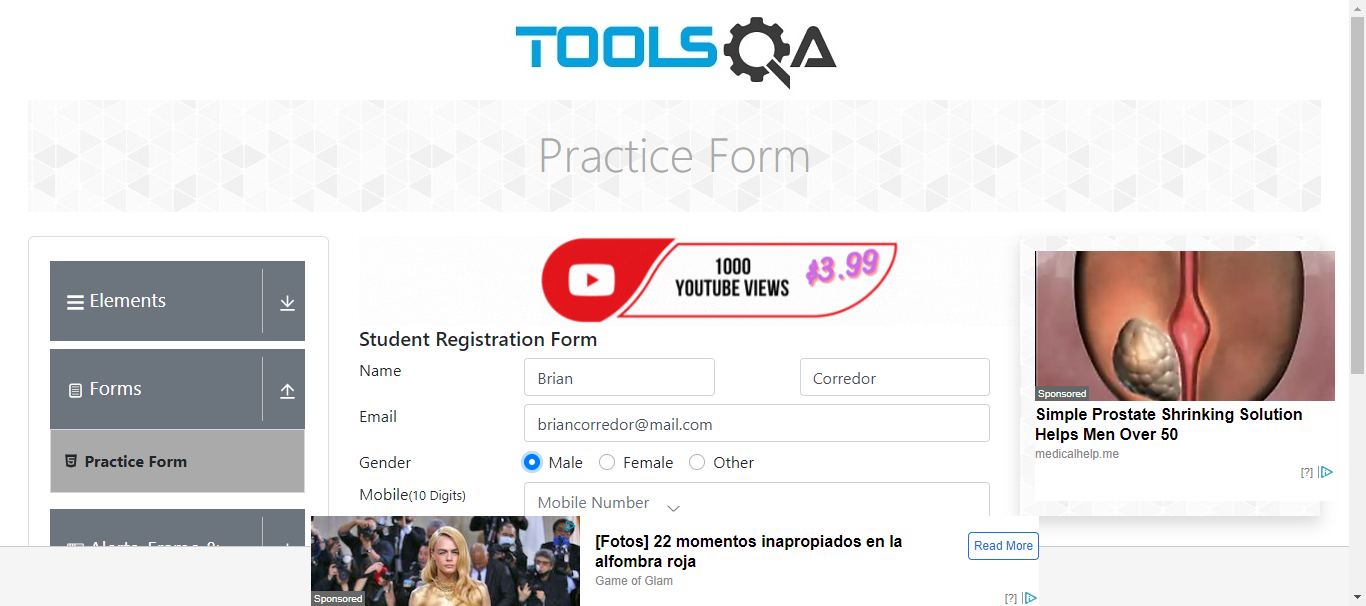 TOOLSQA
Practice Form
Elements
Forms
Practice Form
1000
YOUTUBE VIEWS
$3.99
Student Registration Form
Name
Brian
Corredor
Email
briancorredor@mail.com
Gender
Male
Female
Other
Mobile(10 Digits)
Mobile Number
Sponsored
Simple Prostate Shrinking Solution
Helps Men Over 50
medicalhelp.me
[?]
Sponsored
[Fotos] 22 momentos inapropiados en la
alfombra roja
Game of Glam
Read More
[?]